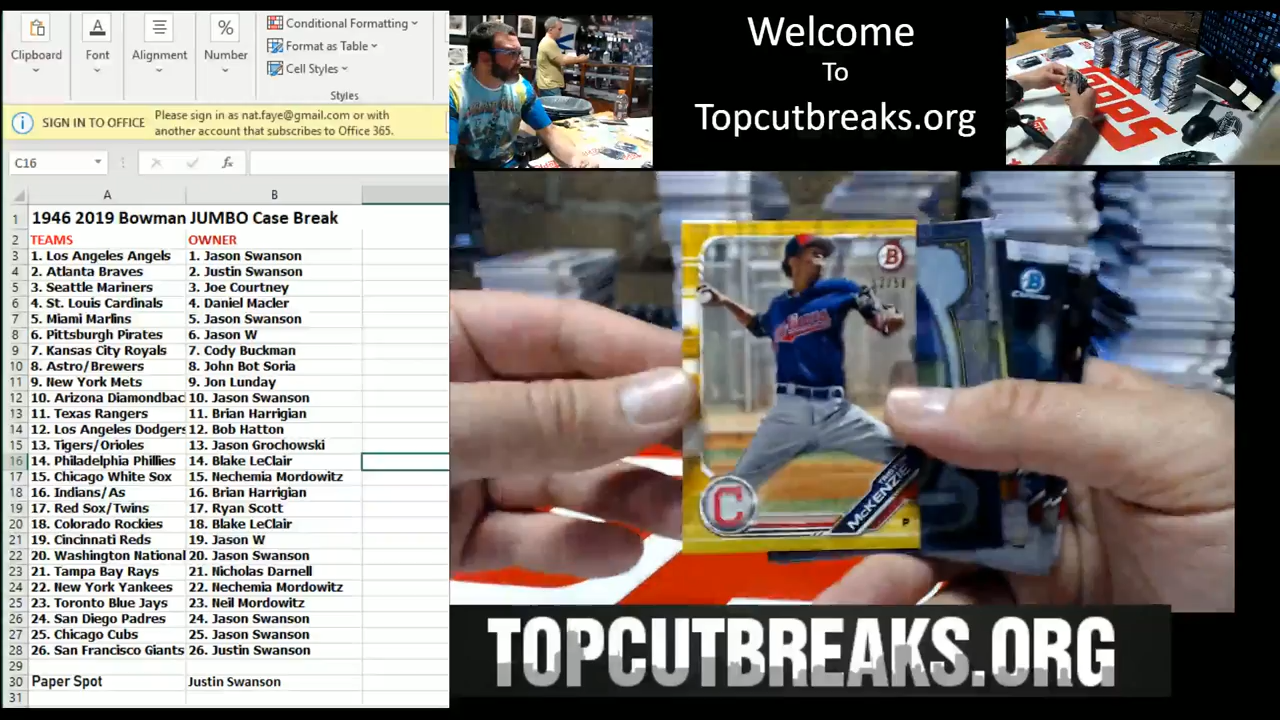 Clipboard
Font
Alignment
%
Number
Conditional Formatting
Format as Table
Cell Styles
Styles
SIGN IN TO OFFICE
Please sign in as nat.faye@gmail.com or with
another account that subscribes to Office 365.
C16
fx
A B
1 1946 2019 Bowman JUMBO Case Break
2 TEAMS OWNER
3 1. Los Angeles Angels 1. Jason Swanson
4 2. Atlanta Braves 2. Justin Swanson
5 3. Seattle Mariners 3. Joe Courtney
6 4. St. Louis Cardinals 4. Daniel Macler
7 5. Miami Marlins 5. Jason Swanson
8 6. Pittsburgh Pirates 6. Jason W
9 7. Kansas City Royals 7. Cody Buckman
10 8. Astro/Brewers 8. John Bot Soria
11 9. New York Mets 9. Jon Lunday
12 10. Arizona Diamondbac 10. Jason Swanson
13 11. Texas Rangers 11. Brian Harrigian
14 12. Los Angeles Dodgers 12. Bob Hatton
15 13. Tigers/Orioles 13. Jason Grochowski
16 14. Philadelphia Phillies 14. Blake LeClair
17 15. Chicago White Sox 15. Nechemia Mordowitz
18 16. Indians/As 16. Brian Harrigian
19 17. Red Sox/Twins 17. Ryan Scott
20 18. Colorado Rockies 18. Blake LeClair
21 19. Cincinnati Reds 19. Jason W
22 20. Washington National 20. Jason Swanson
23 21. Tampa Bay Rays 21. Nicholas Darnell
24 22. New York Yankees 22. Nechemia Mordowitz
25 23. Toronto Blue Jays 23. Neil Mordowitz
26 24. San Diego Padres 24. Jason Swanson
27 25. Chicago Cubs 25. Jason Swanson
28 26. San Francisco Giants 26. Justin Swanson
29
30 Paper Spot Justin Swanson
31
Welcome
To
Topcutbreaks.org
TOPPS
B
Indians
C
McKENZIE
P
B
Chrome
TOPCUTBREAKS.ORG